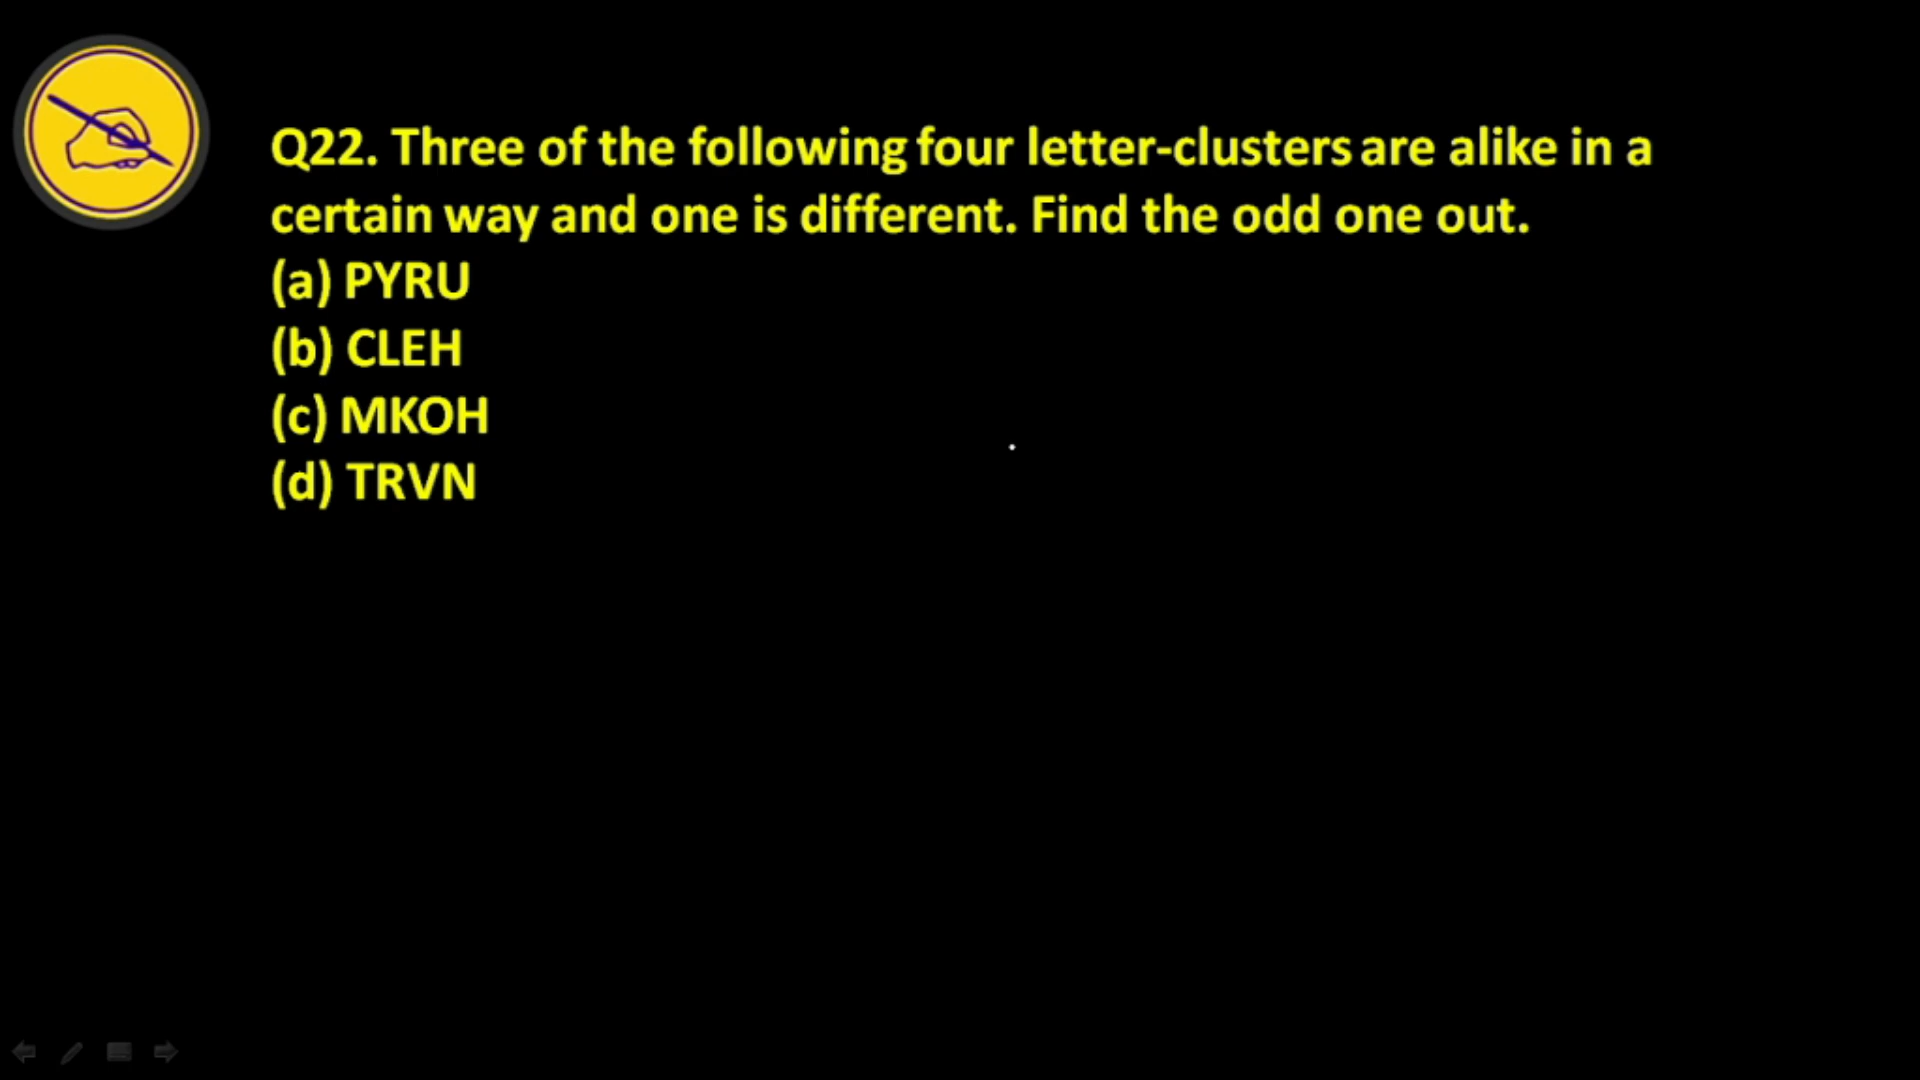 Q22. Three of the following four letter-clusters are alike in a
certain way and one is different. Find the odd one out.
(a) PYRU
(b) CLEH
(c) MKOH
(d) TRVN